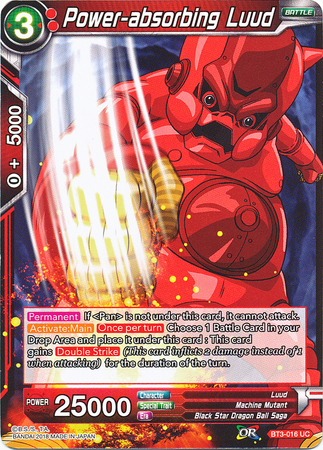 3
Power-absorbing Luud
BATTLE
0 + 5000
Permanent If <Pan> is not under this card, it cannot attack.
Activate:Main Once per turn Choose 1 Battle Card in your
Drop Area and place it under this card : This card
gains Double Strike (This card inflicts 2 damage instead of 1
when attacking) for the duration of the turn.
POWER 25000
Character Luud
Special Trait Machine Mutant
Era Black Star Dragon Ball Saga
©B.S./S., T.A.
BANDAI 2018 MADE IN JAPAN
DR
BT3-016 UC